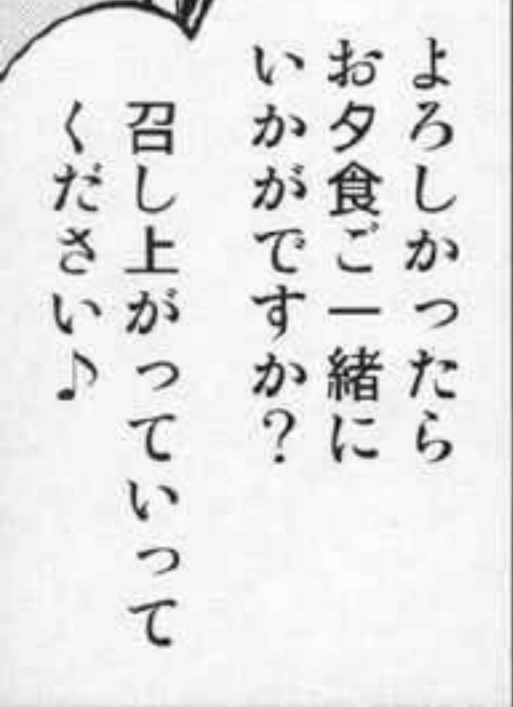 よろしかったら
お夕食ご一緒に
いかがですか？
召し上がっていって
ください♪